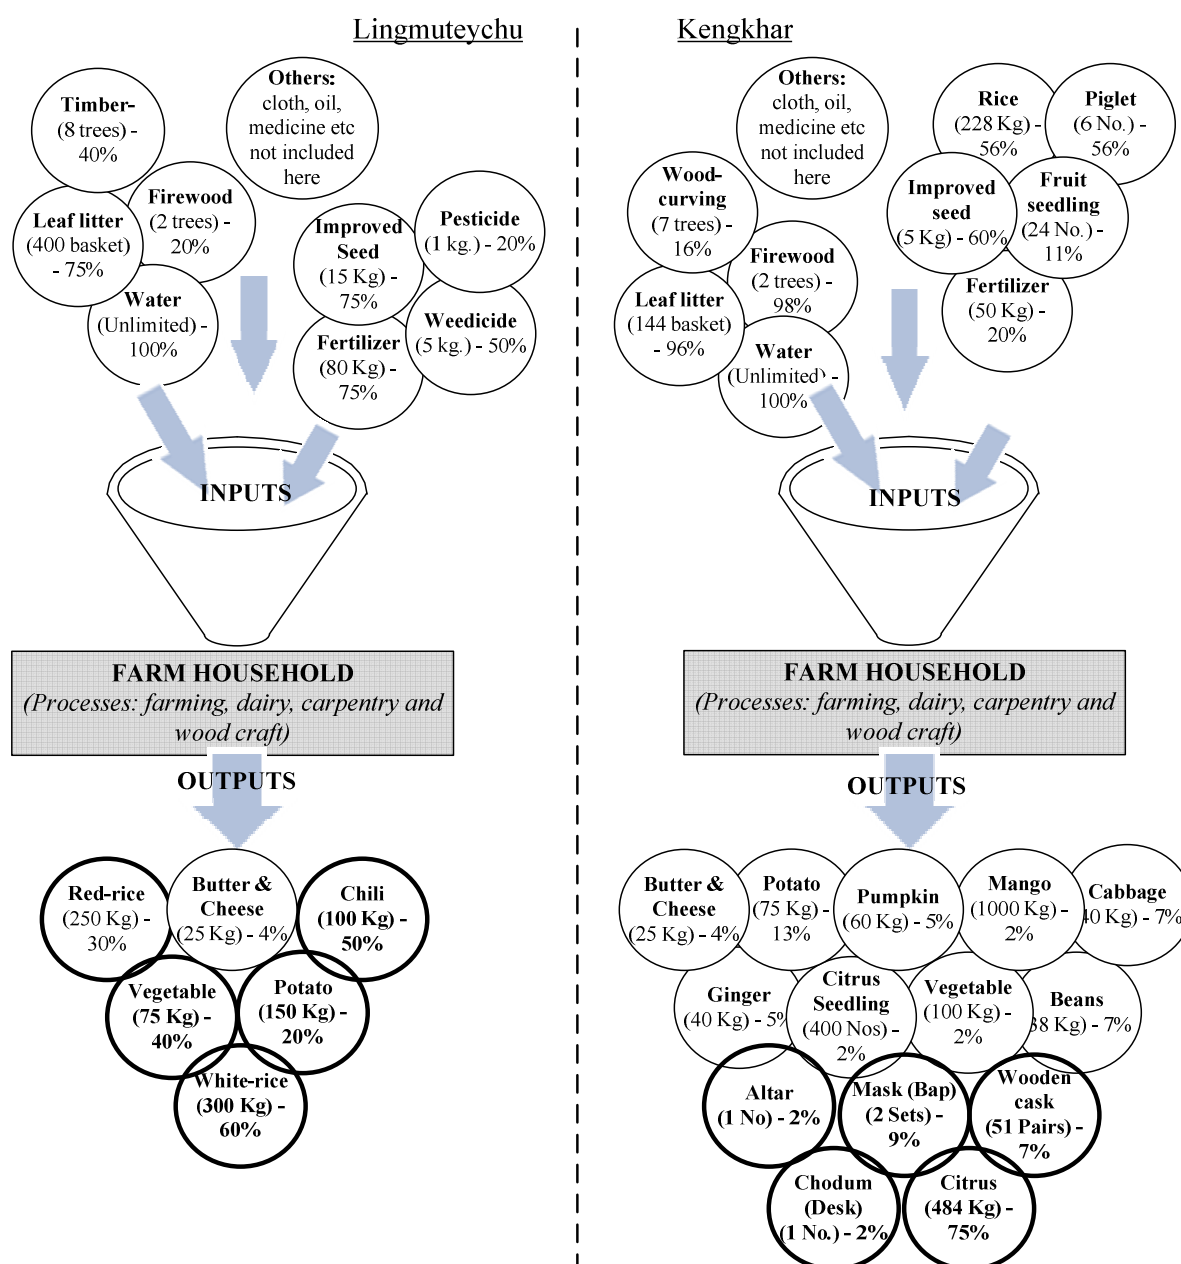 Lingmuteychu
Timber-
(8 trees) -
40%
Others:
cloth, oil,
medicine etc
not included
here
Firewood
(2 trees) -
20%
Leaf litter
(400 basket)
- 75%
Water
(Unlimited) -
100%
Improved
Seed
(15 Kg) -
75%
Pesticide
(1 kg.) - 20%
Weedicide
(5 kg.) - 50%
Fertilizer
(80 Kg) -
75%
INPUTS
FARM HOUSEHOLD
(Processes: farming, dairy, carpentry and
wood craft)
OUTPUTS
Red-rice
(250 Kg) -
30%
Butter &
Cheese
(25 Kg) - 4%
Chili
(100 Kg) -
50%
Vegetable
(75 Kg) -
40%
Potato
(150 Kg) -
20%
White-rice
(300 Kg) -
60%
Kengkhar
Others:
cloth, oil,
medicine etc
not included
here
Rice
(228 Kg) -
56%
Piglet
(6 No.) -
56%
Wood-
curving
(7 trees) -
16%
Improved
seed
(5 Kg) - 60%
Fruit
seedling
(24 No.) -
11%
Firewood
(2 trees) -
98%
Leaf litter
(144 basket)
- 96%
Fertilizer
(50 Kg) -
20%
Water
(Unlimited) -
100%
INPUTS
FARM HOUSEHOLD
(Processes: farming, dairy, carpentry and
wood craft)
OUTPUTS
Butter &
Cheese
(25 Kg) - 4%
Potato
(75 Kg) -
13%
Pumpkin
(60 Kg) - 5%
Mango
(1000 Kg) -
2%
Cabbage
40 Kg) - 7%
Ginger
(40 Kg) - 5%
Citrus
Seedling
(400 Nos) -
2%
Vegetable
(100 Kg) -
2%
Beans
38 Kg) - 7%
Altar
(1 No) - 2%
Mask (Bap)
(2 Sets) -
9%
Wooden
cask
(51 Pairs) -
7%
Chodum
(Desk)
(1 No.) - 2%
Citrus
(484 Kg) -
75%